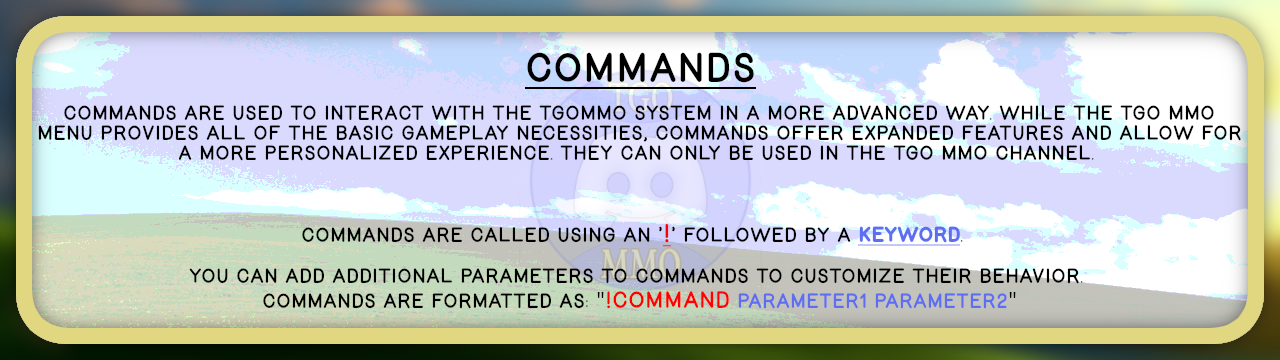 COMMANDS
COMMANDS ARE USED TO INTERACT WITH THE TGOMMO SYSTEM IN A MORE ADVANCED WAY. WHILE THE TGO MMO
MENU PROVIDES ALL OF THE BASIC GAMEPLAY NECESSITIES, COMMANDS OFFER EXPANDED FEATURES AND ALLOW FOR
A MORE PERSONALIZED EXPERIENCE. THEY CAN ONLY BE USED IN THE TGO MMO CHANNEL.
TGO
COMMANDS ARE CALLED USING AN '!' FOLLOWED BY A KEYWORD.
MMO
YOU CAN ADD ADDITIONAL PARAMETERS TO COMMANDS TO CUSTOMIZE THEIR BEHAVIOR.
COMMANDS ARE FORMATTED AS: "!COMMAND PARAMETER1 PARAMETER2"